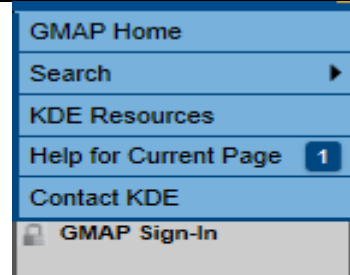 GMAP Home
Search
KDE Resources
Help for Current Page 1
Contact KDE
GMAP Sign-In